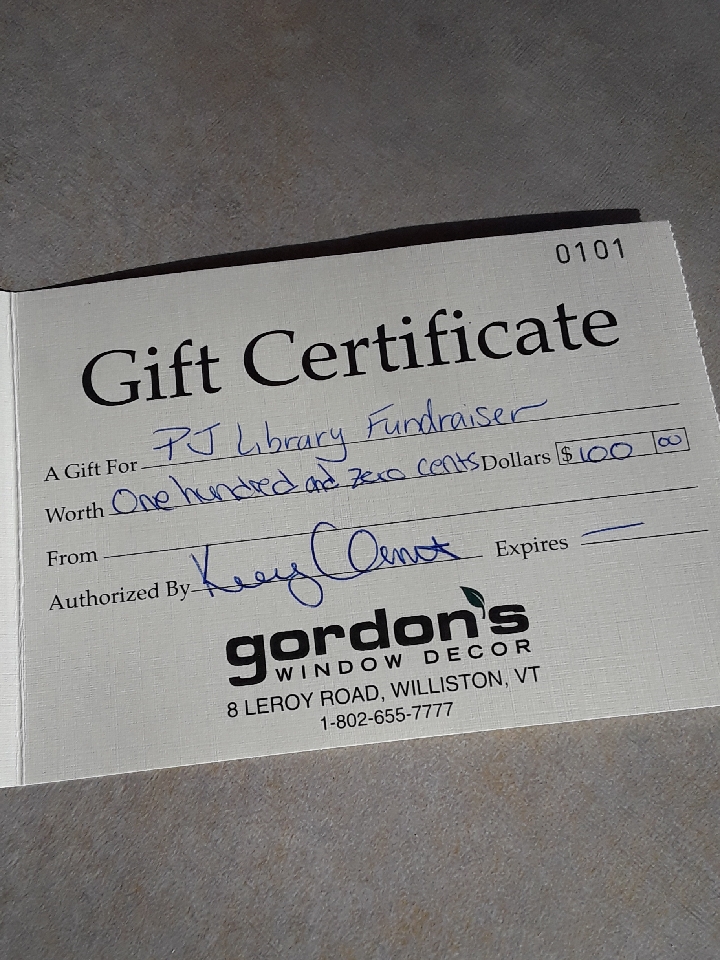 0101
Gift Certificate
A Gift For PJ Library Fundraiser
Worth One hundred and zero cents Dollars $100 00
From
Authorized By Expires —
gordon's
WINDOW DECOR
8 LEROY ROAD, WILLISTON, VT
1-802-655-7777